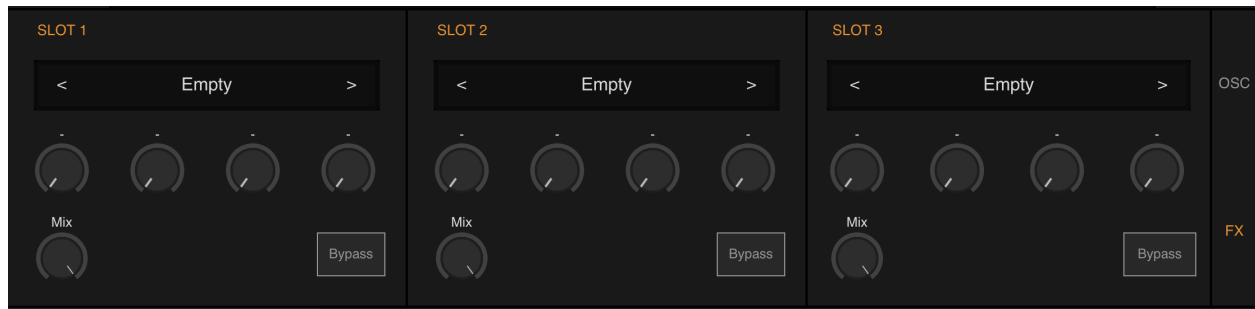 SLOT 1
< Empty >
- - - -
Mix
Bypass
SLOT 2
< Empty >
- - - -
Mix
Bypass
SLOT 3
< Empty >
- - - -
Mix
Bypass
OSC
FX